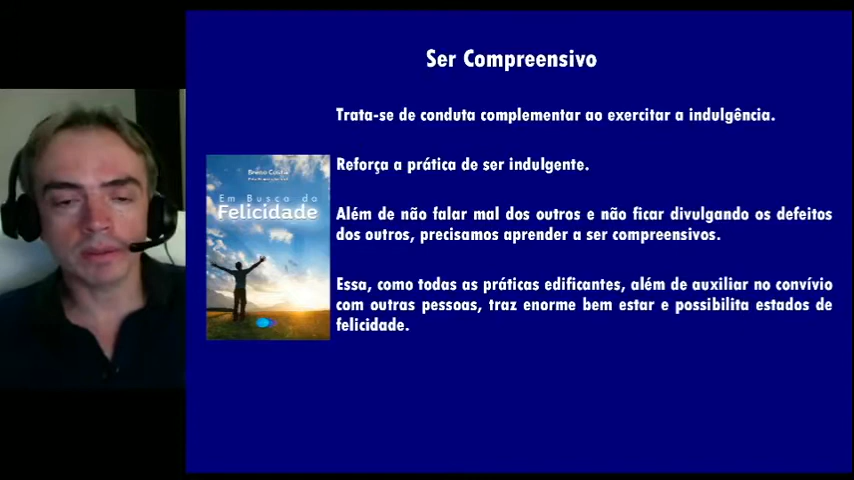 Ser Compreensivo
Trata-se de conduta complementar ao exercitar a indulgência.
Reforça a prática de ser indulgente.
Além de não falar mal dos outros e não ficar divulgando os defeitos
dos outros, precisamos aprender a ser compreensivos.
Essa, como todas as práticas edificantes, além de auxiliar no convívio
com outras pessoas, traz enorme bem estar e possibilita estados de
felicidade.
Em Busca da
Felicidade